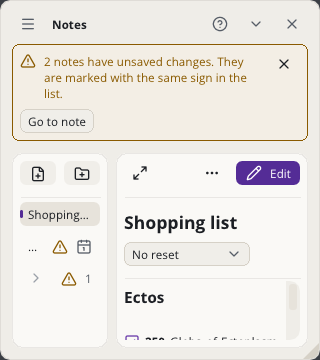 Notes
2 notes have unsaved changes. They
are marked with the same sign in the
list.
Go to note
Edit
Shopping...
...
1
Shopping list
No reset
Ectos